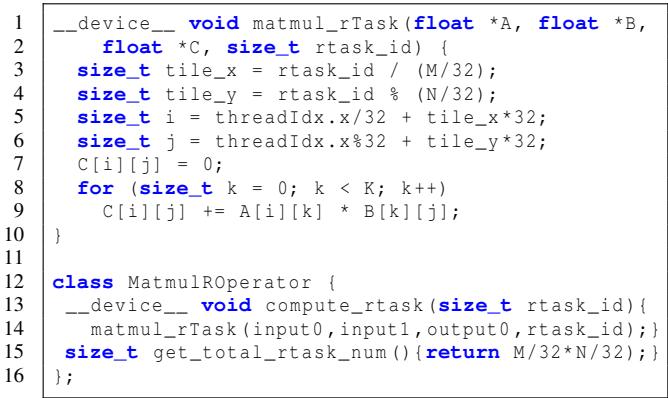 1 __device__ void matmul_rTask(float *A, float *B,
2     float *C, size_t rtask_id) {
3   size_t tile_x = rtask_id / (M/32);
4   size_t tile_y = rtask_id % (N/32);
5   size_t i = threadIdx.x/32 + tile_x*32;
6   size_t j = threadIdx.x%32 + tile_y*32;
7   C[i][j] = 0;
8   for (size_t k = 0; k < K; k++)
9     C[i][j] += A[i][k] * B[k][j];
10 }
11
12 class MatmulROperator {
13  __device__ void compute_rtask(size_t rtask_id){
14   matmul_rTask(input0,input1,output0,rtask_id);}
15  size_t get_total_rtask_num(){return M/32*N/32);}
16 };